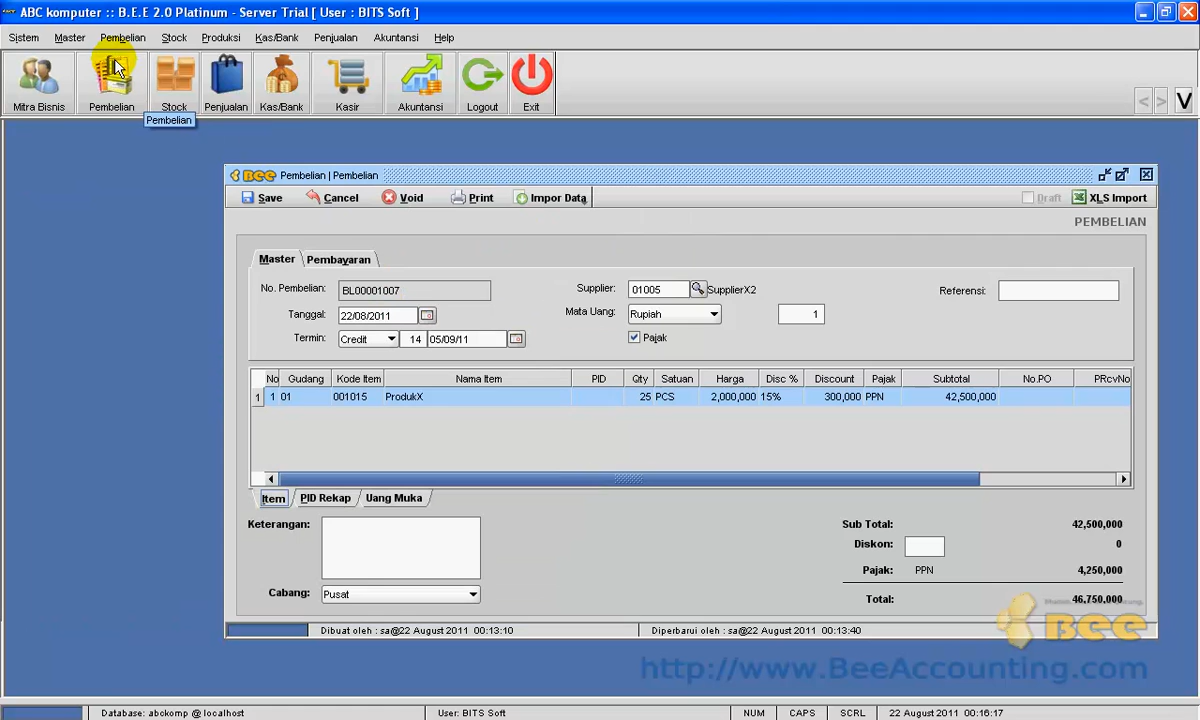 ABC komputer :: B.E.E 2.0 Platinum - Server Trial [ User : BITS Soft ]
Sistem Master Pembelian Stock Produksi Kas/Bank Penjualan Akuntansi Help
Mitra Bisnis Pembelian Stock Penjualan Kas/Bank Kasir Akuntansi Logout Exit < > V
Pembelian
Bee Pembelian | Pembelian
Save Cancel Void Print Impor Data Draft XLS Import
PEMBELIAN
Master Pembayaran
No. Pembelian: BL00001007 Supplier: 01005 SupplierX2 Referensi:
Tanggal: 22/08/2011 Mata Uang: Rupiah 1
Termin: Credit 14 05/09/11 Pajak
No Gudang Kode Item Nama Item PID Qty Satuan Harga Disc % Discount Pajak Subtotal No.PO PRcvNo
1 1 01 001015 ProdukX 25 PCS 2,000,000 15% 300,000 PPN 42,500,000
Item PID Rekap Uang Muka
Keterangan: Sub Total: 42,500,000
Diskon: 0
Pajak: PPN 4,250,000
Cabang: Pusat Total: 46,750,000
Bee
Dibuat oleh : sa@22 August 2011 00:13:10 Diperbarui oleh : sa@22 August 2011 00:13:40
http://www.BeeAccounting.com
Database: abckomp @ localhost User: BITS Soft NUM CAPS SCRL 22 August 2011 00:16:17